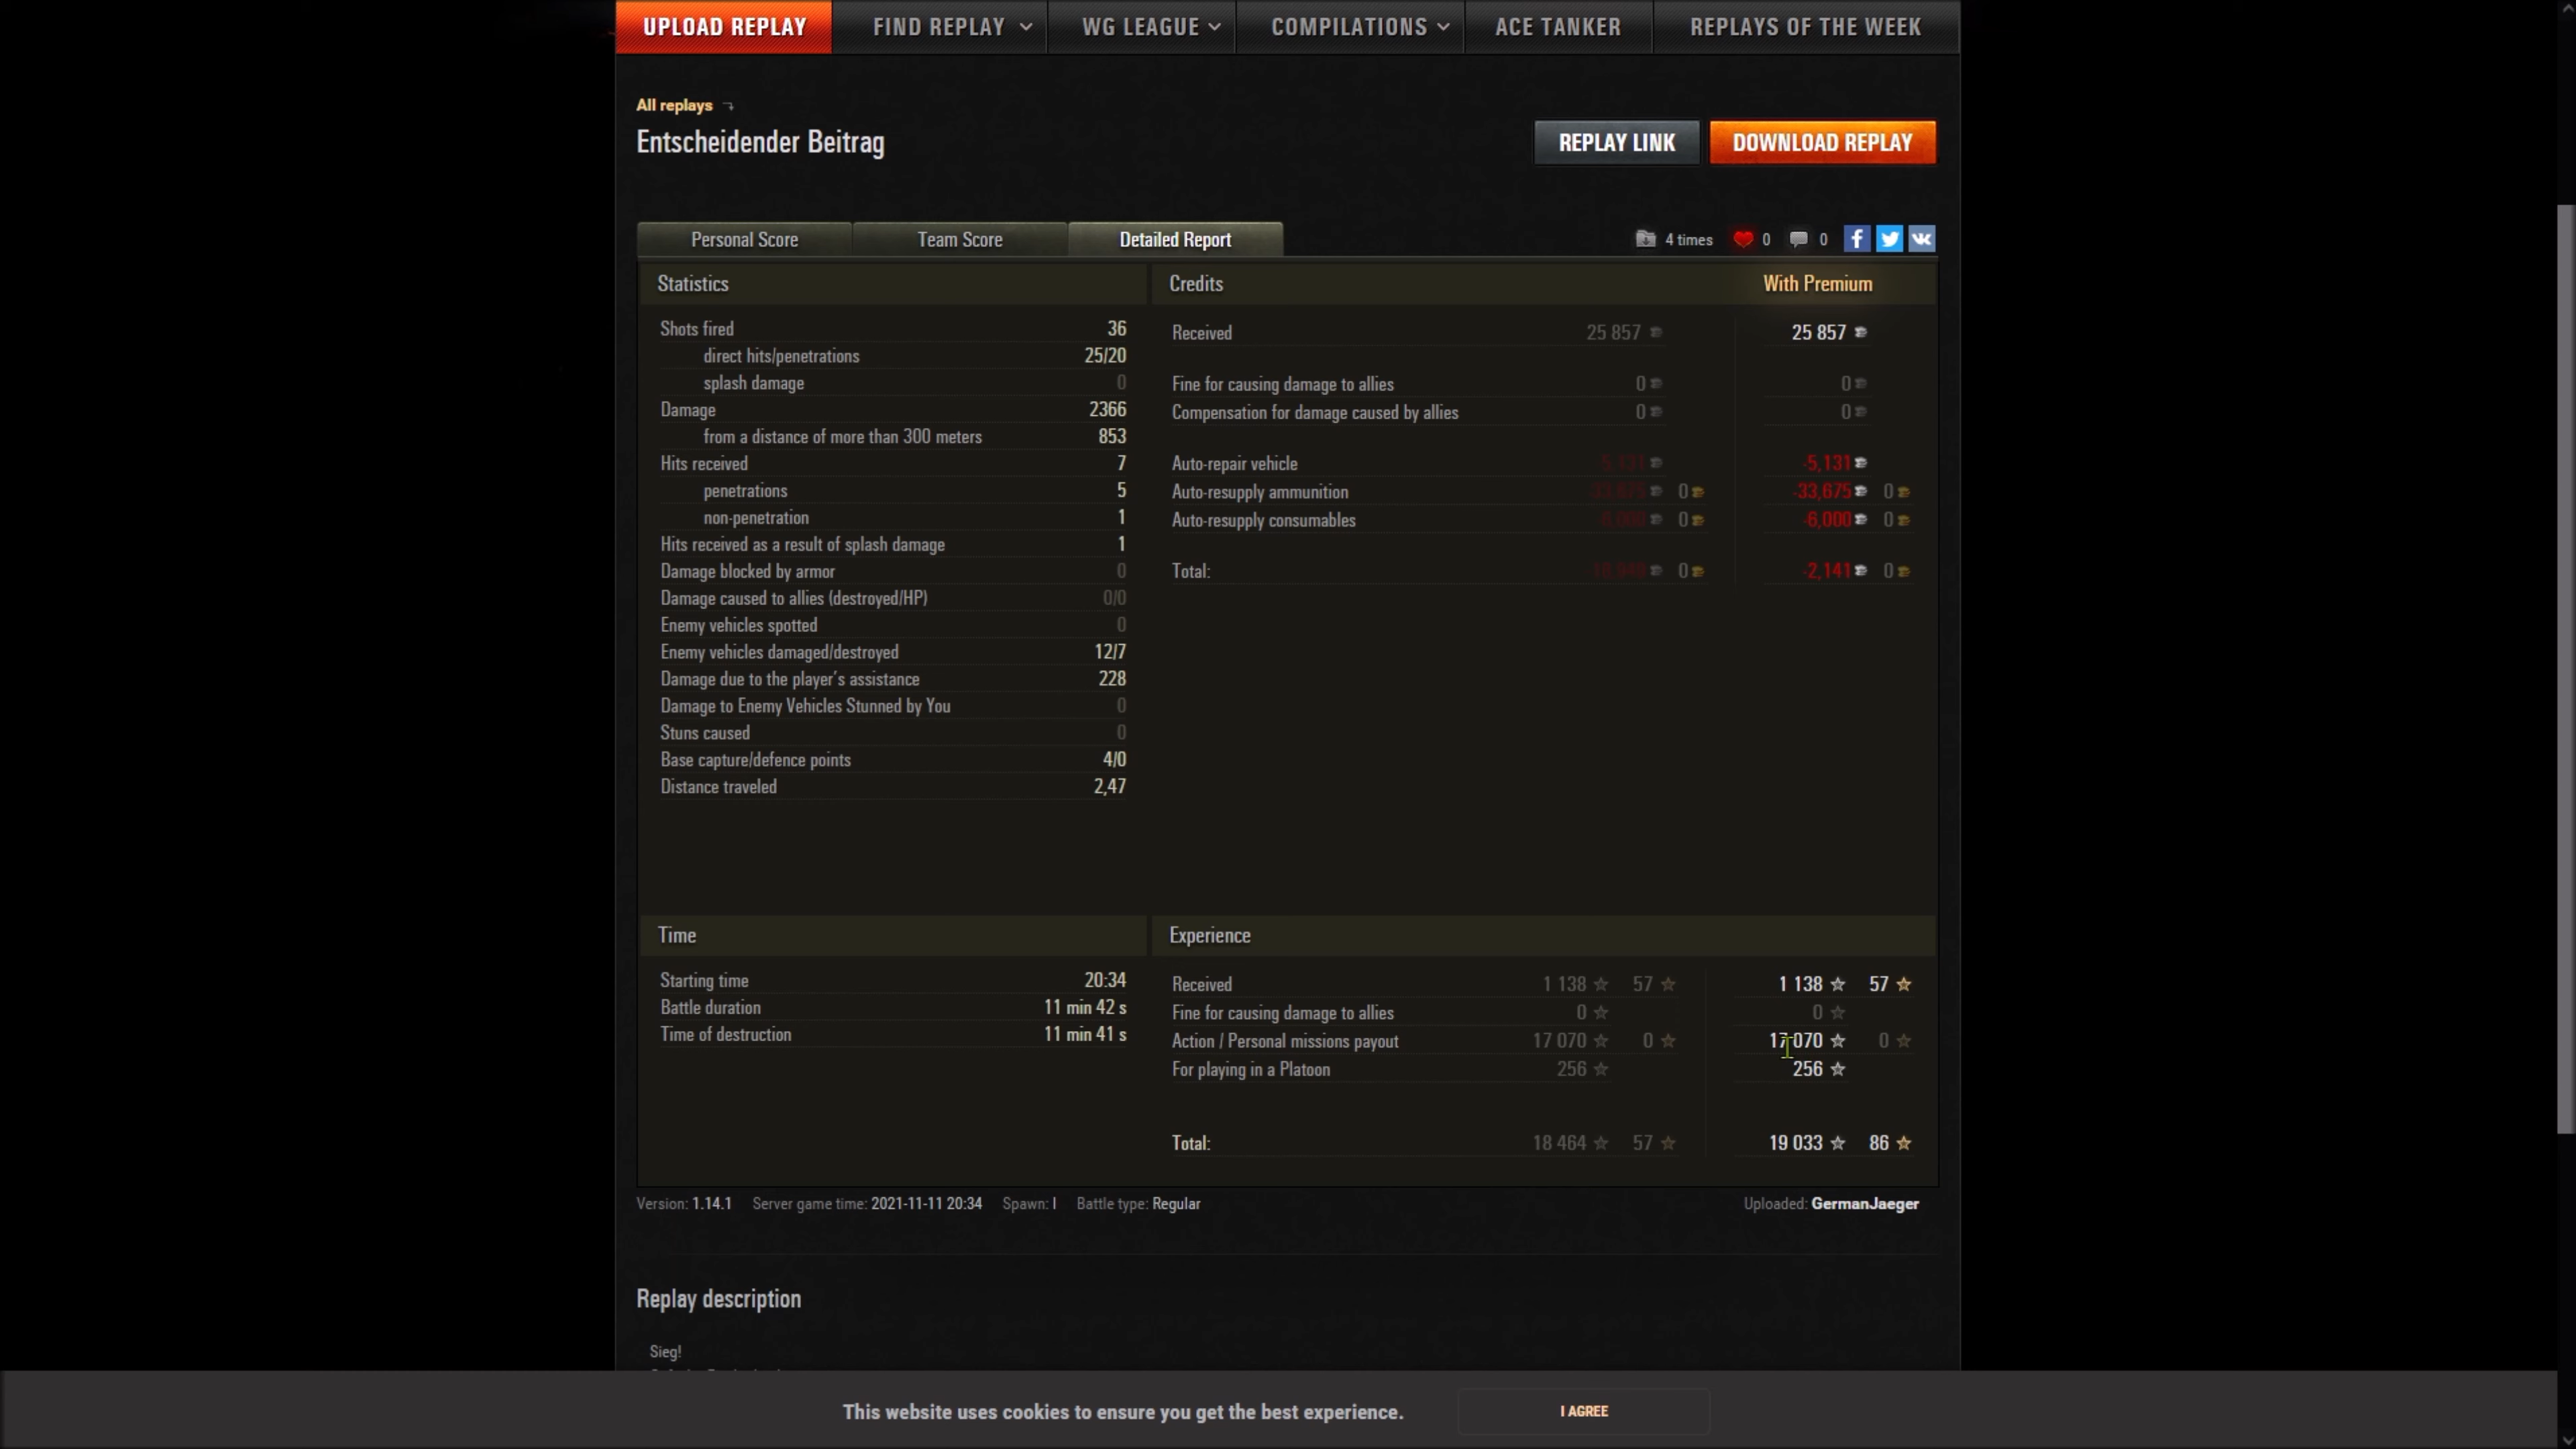 UPLOAD REPLAY FIND REPLAY WG LEAGUE COMPILATIONS ACE TANKER REPLAYS OF THE WEEK
All replays
Entscheidender Beitrag REPLAY LINK DOWNLOAD REPLAY
Personal Score Team Score Detailed Report 4 times 0 0
Statistics
Shots fired 36
direct hits/penetrations 25/20
splash damage 0
Damage 2366
from a distance of more than 300 meters 853
Hits received 7
penetrations 5
non-penetration 1
Hits received as a result of splash damage 1
Damage blocked by armor 0
Damage caused to allies (destroyed/HP) 0/0
Enemy vehicles spotted 0
Enemy vehicles damaged/destroyed 12/7
Damage due to the player's assistance 228
Damage to Enemy Vehicles Stunned by You 0
Stuns caused 0
Base capture/defence points 4/0
Distance traveled 2,47
Credits With Premium
Received 25 857 25 857
Fine for causing damage to allies 0 0
Compensation for damage caused by allies 0 0
Auto-repair vehicle -5,131 -5,131
Auto-resupply ammunition -33,675 0 -33,675 0
Auto-resupply consumables -6,000 0 -6,000 0
Total: 0 -2,141 0
Time
Starting time 20:34
Battle duration 11 min 42 s
Time of destruction 11 min 41 s
Experience
Received 1 138 57 1 138 57
Fine for causing damage to allies 0 0
Action / Personal missions payout 17 070 0 17 070 0
For playing in a Platoon 256 256
Total: 18 464 57 19 033 86
Version: 1.14.1 Server game time: 2021-11-11 20:34 Spawn: I Battle type: Regular Uploaded: GermanJaeger
Replay description
Sieg!
This website uses cookies to ensure you get the best experience. I AGREE